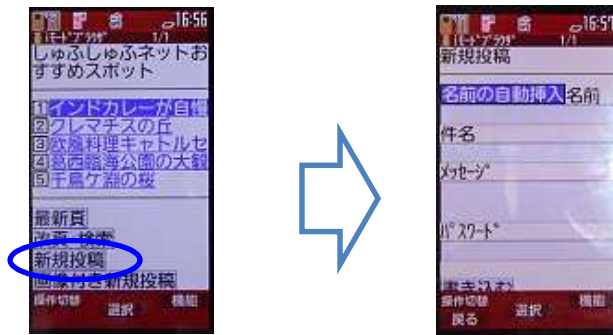 16:56
iモードブラウザ 1/1
しゅふしゅふネットお
すすめスポット
1インドカレーが自慢
2クレマチスの丘
3欧風料理キャトルセ
4葛西臨海公園の大観
5千鳥ケ淵の桜
最新頁
改頁 検索
新規投稿
画像付き新規投稿
操作切替 選択 機能
16:57
iモードブラウザ 1/1
新規投稿
名前の自動挿入 名前
件名
メッセージ
パスワード
書き込む
操作切替 選択 機能
戻る